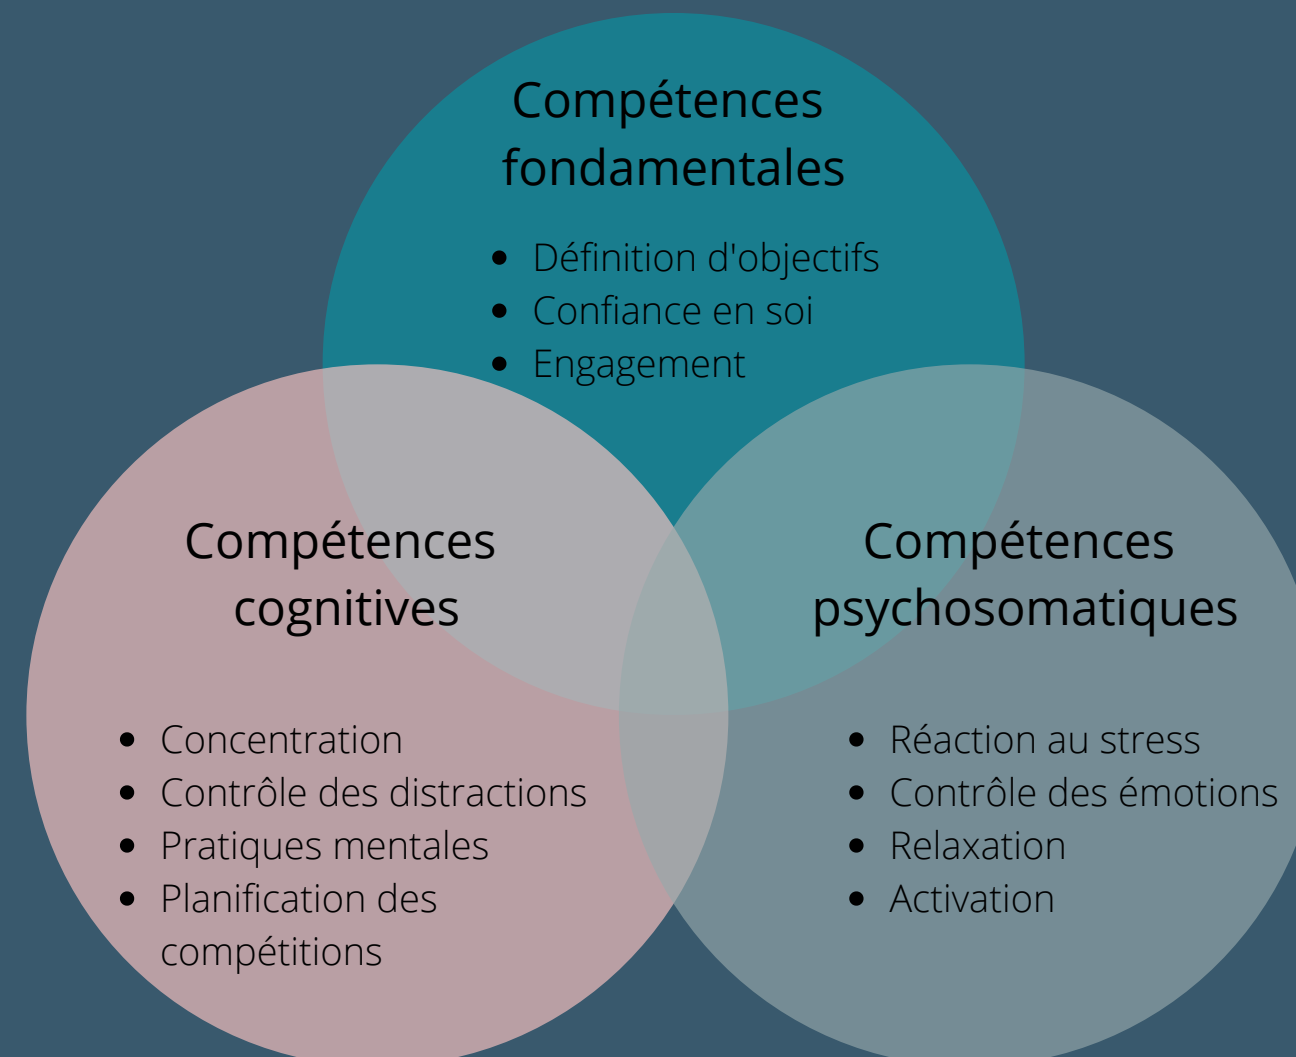 Compétences
fondamentales
• Définition d'objectifs
• Confiance en soi
• Engagement
Compétences
cognitives
• Concentration
• Contrôle des distractions
• Pratiques mentales
• Planification des
compétitions
Compétences
psychosomatiques
• Réaction au stress
• Contrôle des émotions
• Relaxation
• Activation